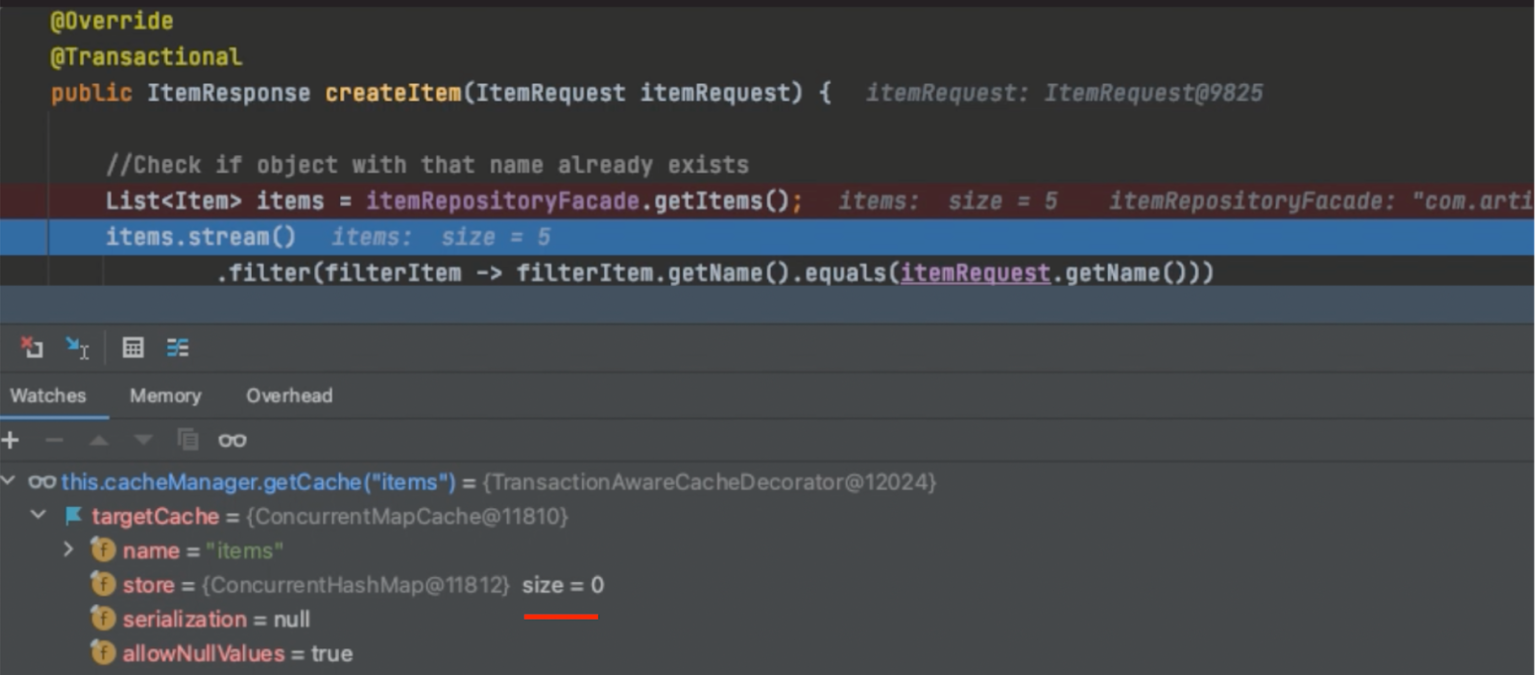 @Override
@Transactional
public ItemResponse createItem(ItemRequest itemRequest) { itemRequest: ItemRequest@9825
//Check if object with that name already exists
List<Item> items = itemRepositoryFacade.getItems(); items: size = 5 itemRepositoryFacade: "com.arti
items.stream() items: size = 5
.filter(filterItem -> filterItem.getName().equals(itemRequest.getName()))
Watches Memory Overhead
this.cacheManager.getCache("items") = {TransactionAwareCacheDecorator@12024}
targetCache = {ConcurrentMapCache@11810}
f name = "items"
f store = {ConcurrentHashMap@11812} size = 0
f serialization = null
f allowNullValues = true